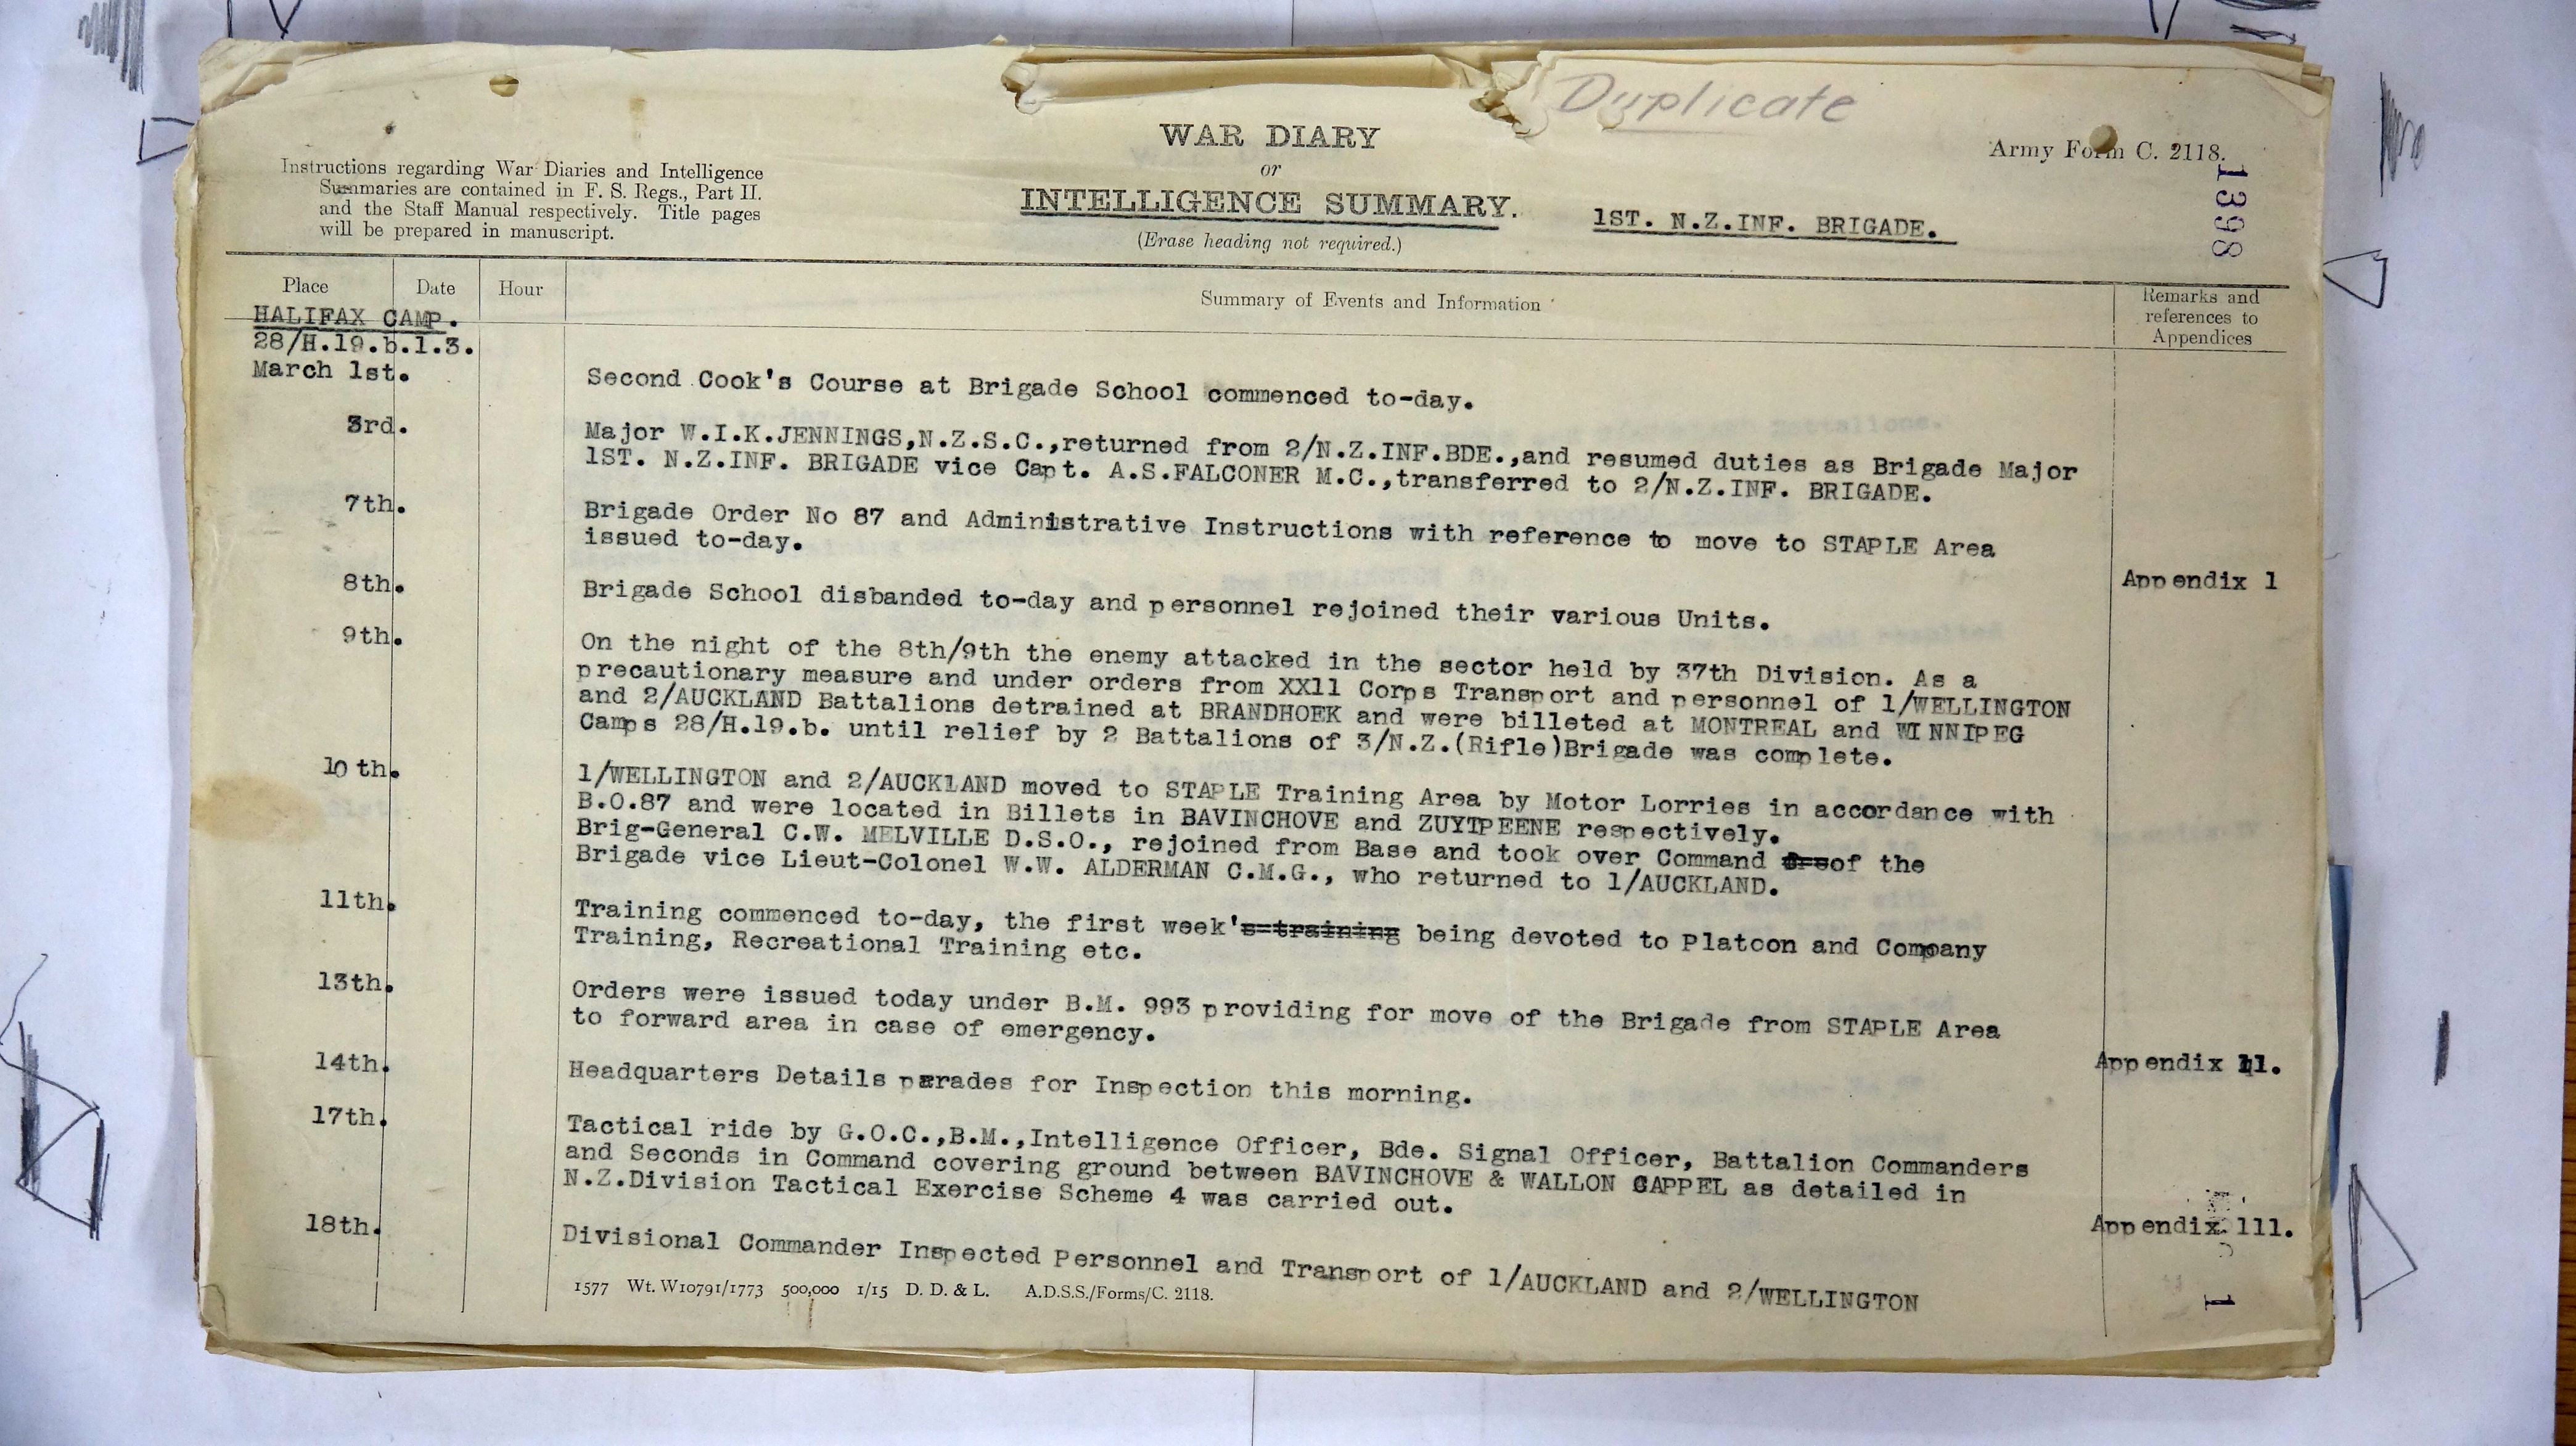 Duplicate
WAR DIARY
or
INTELLIGENCE SUMMARY.
(Erase heading not required.)
Instructions regarding War Diaries and Intelligence
Summaries are contained in F. S. Regs., Part II.
and the Staff Manual respectively. Title pages
will be prepared in manuscript.
Army Form C. 2118.
1398
1ST. N.Z.INF. BRIGADE.
Place Date Hour Summary of Events and Information Remarks and
references to
Appendices
HALIFAX CAMP.
28/H.19.b.1.3.
March 1st. Second Cook's Course at Brigade School commenced to-day.
3rd. Major W.I.K.JENNINGS,N.Z.S.C.,returned from 2/N.Z.INF.BDE.,and resumed duties as Brigade Major
1ST. N.Z.INF. BRIGADE vice Capt. A.S.FALCONER M.C.,transferred to 2/N.Z.INF. BRIGADE.
7th. Brigade Order No 87 and Administrative Instructions with reference to move to STAPLE Area
issued to-day. Appendix 1
8th. Brigade School disbanded to-day and personnel rejoined their various Units.
9th. On the night of the 8th/9th the enemy attacked in the sector held by 37th Division. As a
precautionary measure and under orders from XX11 Corps Transport and personnel of 1/WELLINGTON
and 2/AUCKLAND Battalions detrained at BRANDHOEK and were billeted at MONTREAL and WINNIPEG
Camps 28/H.19.b. until relief by 2 Battalions of 3/N.Z.(Rifle)Brigade was complete.
10th. 1/WELLINGTON and 2/AUCKLAND moved to STAPLE Training Area by Motor Lorries in accordance with
B.O.87 and were located in Billets in BAVINCHOVE and ZUYTPEENE respectively.
Brig-General C.W. MELVILLE D.S.O., rejoined from Base and took over Command of the
Brigade vice Lieut-Colonel W.W. ALDERMAN C.M.G., who returned to 1/AUCKLAND.
11th. Training commenced to-day, the first week's training being devoted to Platoon and Company
Training, Recreational Training etc.
13th. Orders were issued today under B.M. 993 providing for move of the Brigade from STAPLE Area
to forward area in case of emergency. Appendix 11.
14th. Headquarters Details parades for Inspection this morning.
17th. Tactical ride by G.O.C.,B.M.,Intelligence Officer, Bde. Signal Officer, Battalion Commanders
and Seconds in Command covering ground between BAVINCHOVE & WALLON CAPPEL as detailed in
N.Z.Division Tactical Exercise Scheme 4 was carried out. Appendix 111.
18th. Divisional Commander Inspected Personnel and Transport of 1/AUCKLAND and 2/WELLINGTON
1577 Wt. W10791/1773 500,000 1/15 D. D. & L. A.D.S.S./Forms/C. 2118.
1